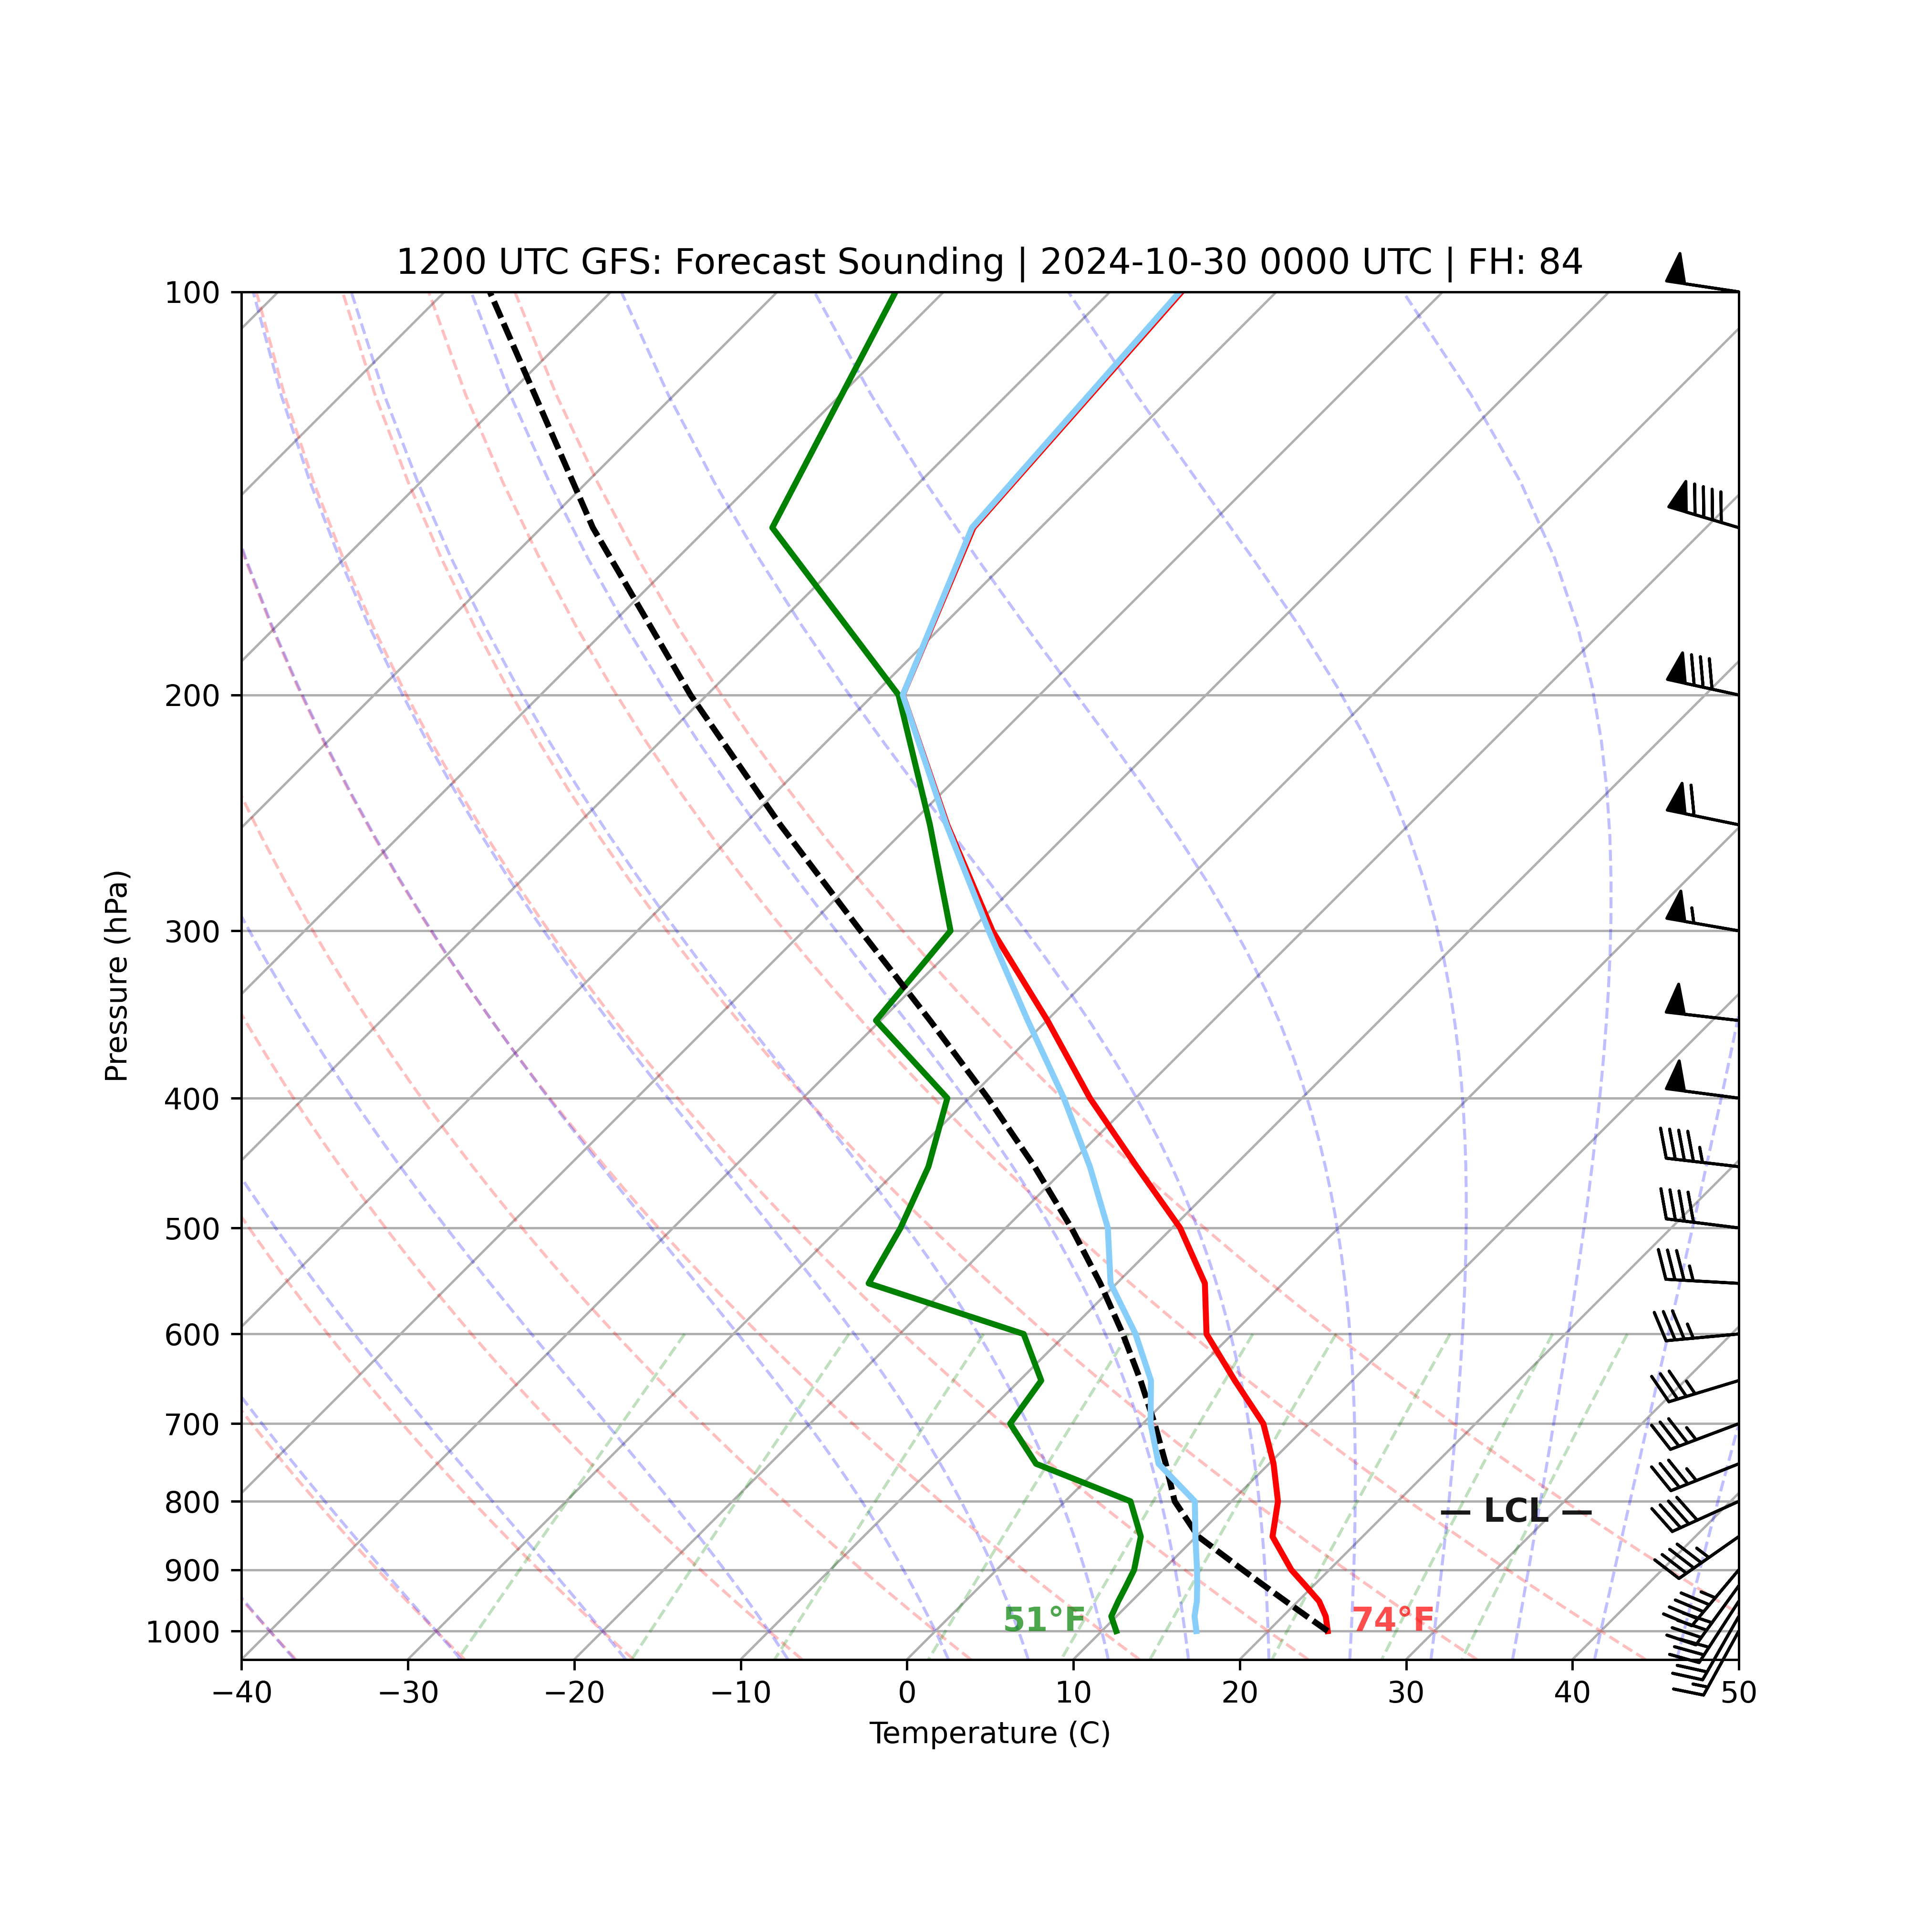 1200 UTC GFS: Forecast Sounding | 2024-10-30 0000 UTC | FH: 84
100
200
300
400
500
600
700
800
900
1000
Pressure (hPa)
LCL
51°F 74°F
−40 −30 −20 −10 0 10 20 30 40 50
Temperature (C)